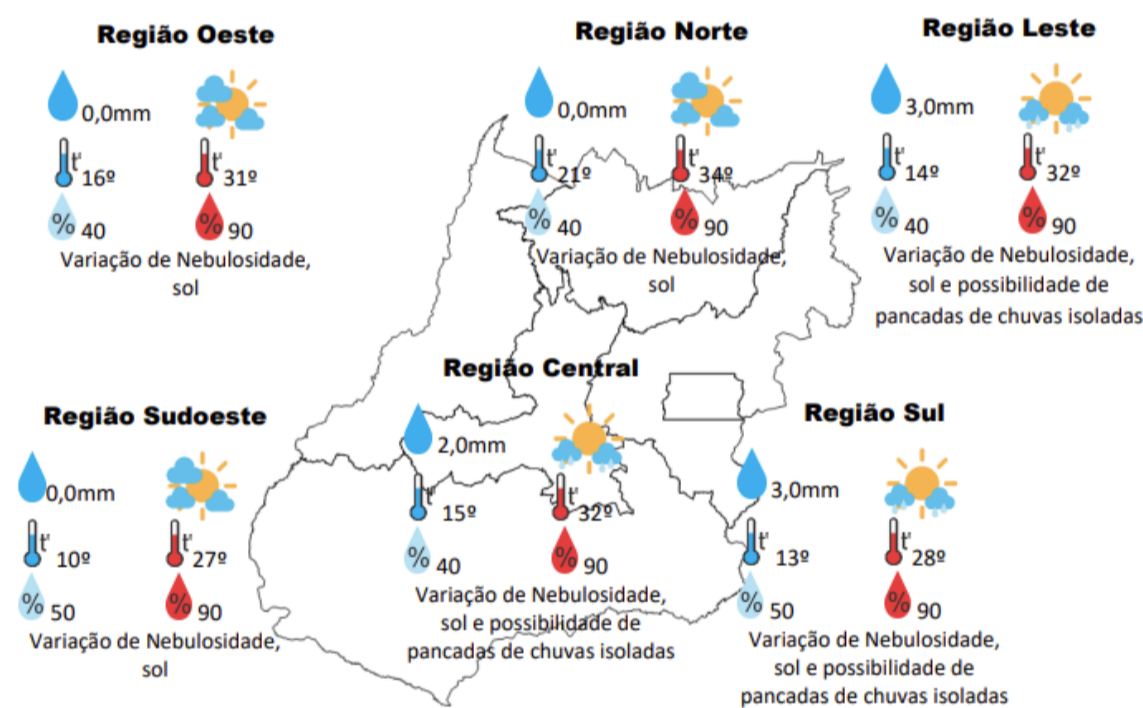 Região Oeste
0,0mm
t'
16º
31º
%
40
%
90
Variação de Nebulosidade,
sol
Região Norte
0,0mm
t'
21º
t'
34º
%
40
%
90
Variação de Nebulosidade,
sol
Região Leste
3,0mm
t'
14º
t'
32º
%
40
%
90
Variação de Nebulosidade,
sol e possibilidade de
pancadas de chuvas isoladas
Região Sudoeste
0,0mm
t'
10º
t'
27º
%
50
%
90
Variação de Nebulosidade,
sol
Região Central
2,0mm
t'
15º
t'
32º
%
40
%
90
Variação de Nebulosidade,
sol e possibilidade de
pancadas de chuvas isoladas
Região Sul
3,0mm
t'
13º
t'
28º
%
50
%
90
Variação de Nebulosidade,
sol e possibilidade de
pancadas de chuvas isoladas